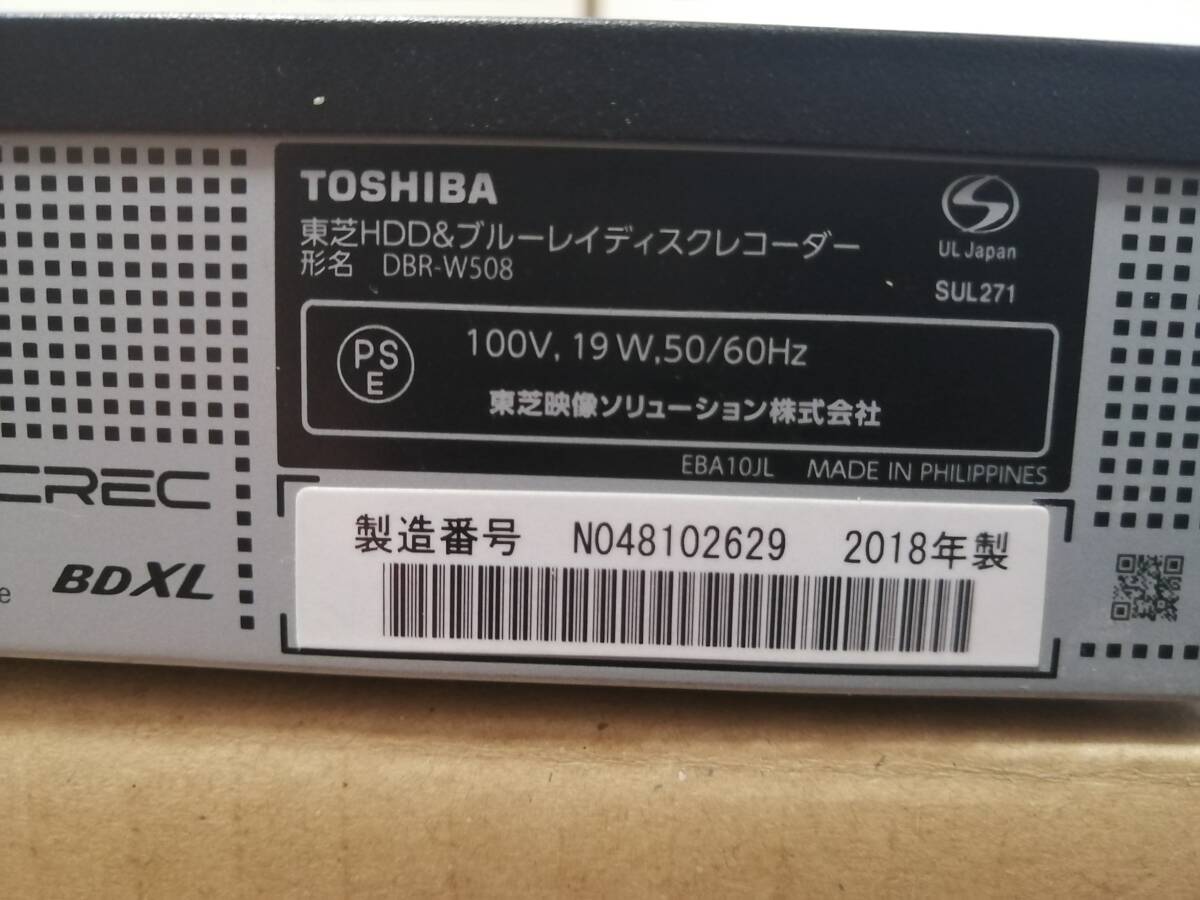 TOSHIBA
東芝HDD&ブルーレイディスクレコーダー
形名 DBR-W508
UL Japan
SUL271
PS
E
100V, 19W,50/60Hz
東芝映像ソリューション株式会社
EBA10JL MADE IN PHILIPPINES
CREC
BDXL
e
製造番号 N048102629 2018年製